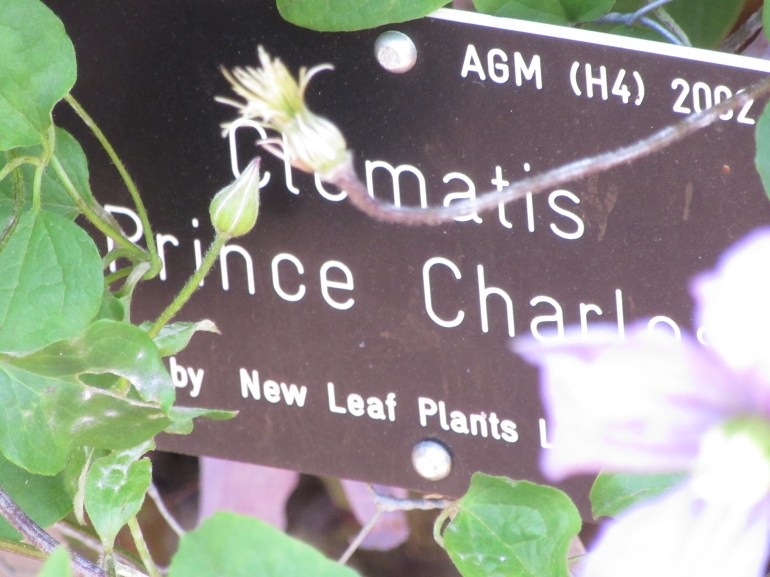 AGM (H4) 2002
Clematis
Prince Charles
by New Leaf Plants L